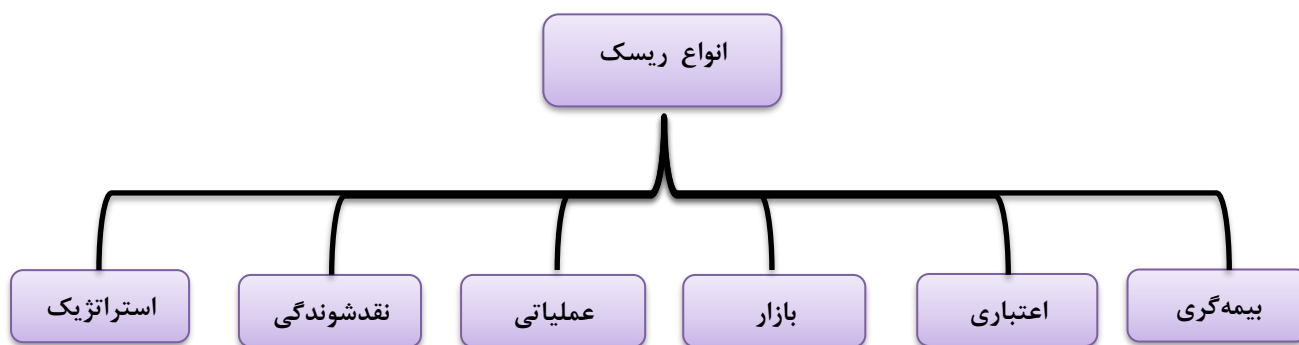 انواع ریسک
بیمه‌گری
اعتباری
بازار
عملیاتی
نقدشوندگی
استراتژیک